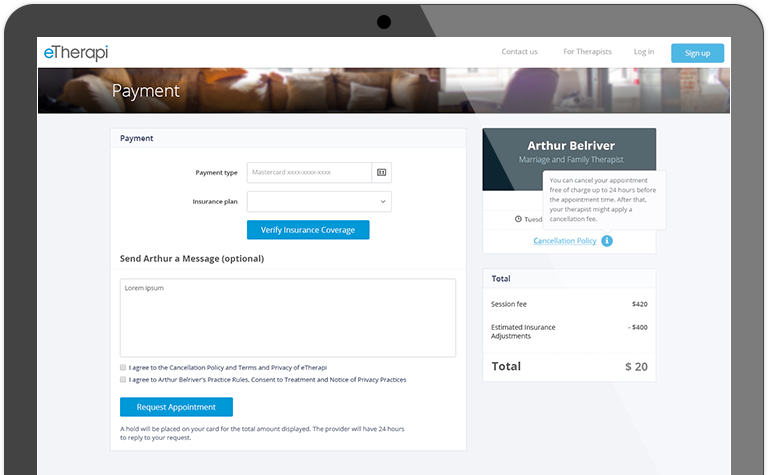 eTherapi
Contact us
For Therapists
Log in
Sign up
Payment
Payment
Payment type
Mastercard xxxx-xxxx-xxxx
Insurance plan
Verify Insurance Coverage
Send Arthur a Message (optional)
Lorem ipsum
I agree to the Cancellation Policy and Terms and Privacy of eTherapi
I agree to Arthur Belriver's Practice Rules, Consent to Treatment and Notice of Privacy Practices
Request Appointment
A hold will be placed on your card for the total amount displayed. The provider will have 24 hours
to reply to your request.
Arthur Belriver
Marriage and Family Therapist
You can cancel your appointment
free of charge up to 24 hours before
the appointment time. After that,
your therapist might apply a
cancellation fee.
Cancellation Policy
Total
Session fee $420
Estimated Insurance - $400
Adjustments
Total $ 20